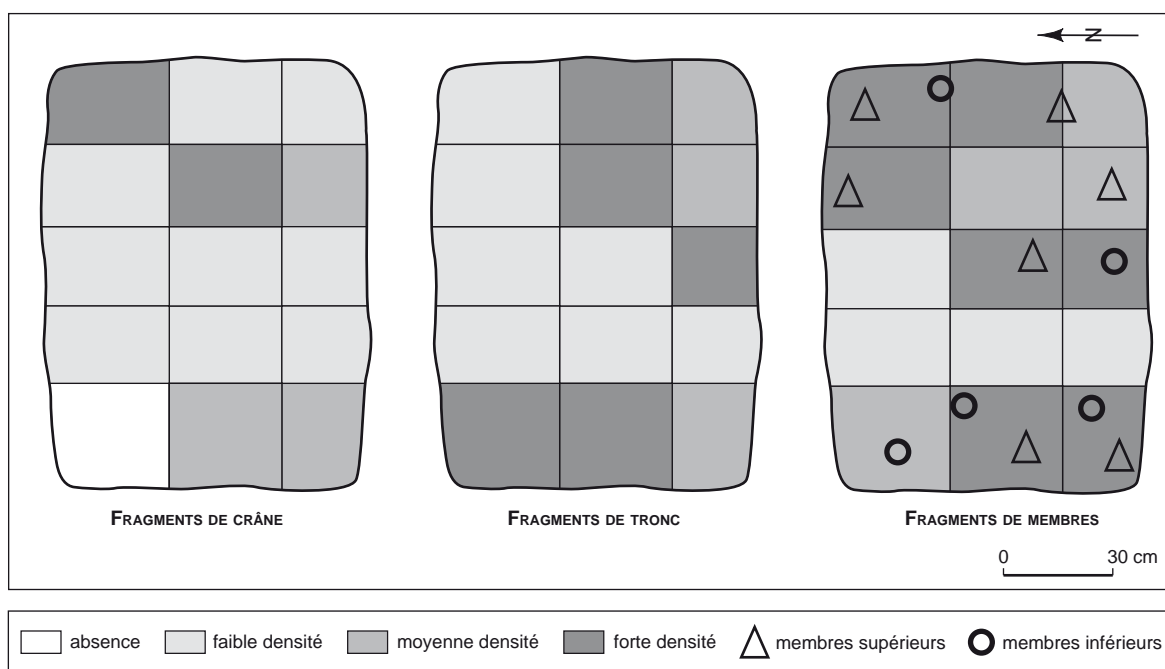 N
FRAGMENTS DE CRÂNE
FRAGMENTS DE TRONC
FRAGMENTS DE MEMBRES
0 30 cm
absence faible densité moyenne densité forte densité membres supérieurs membres inférieurs